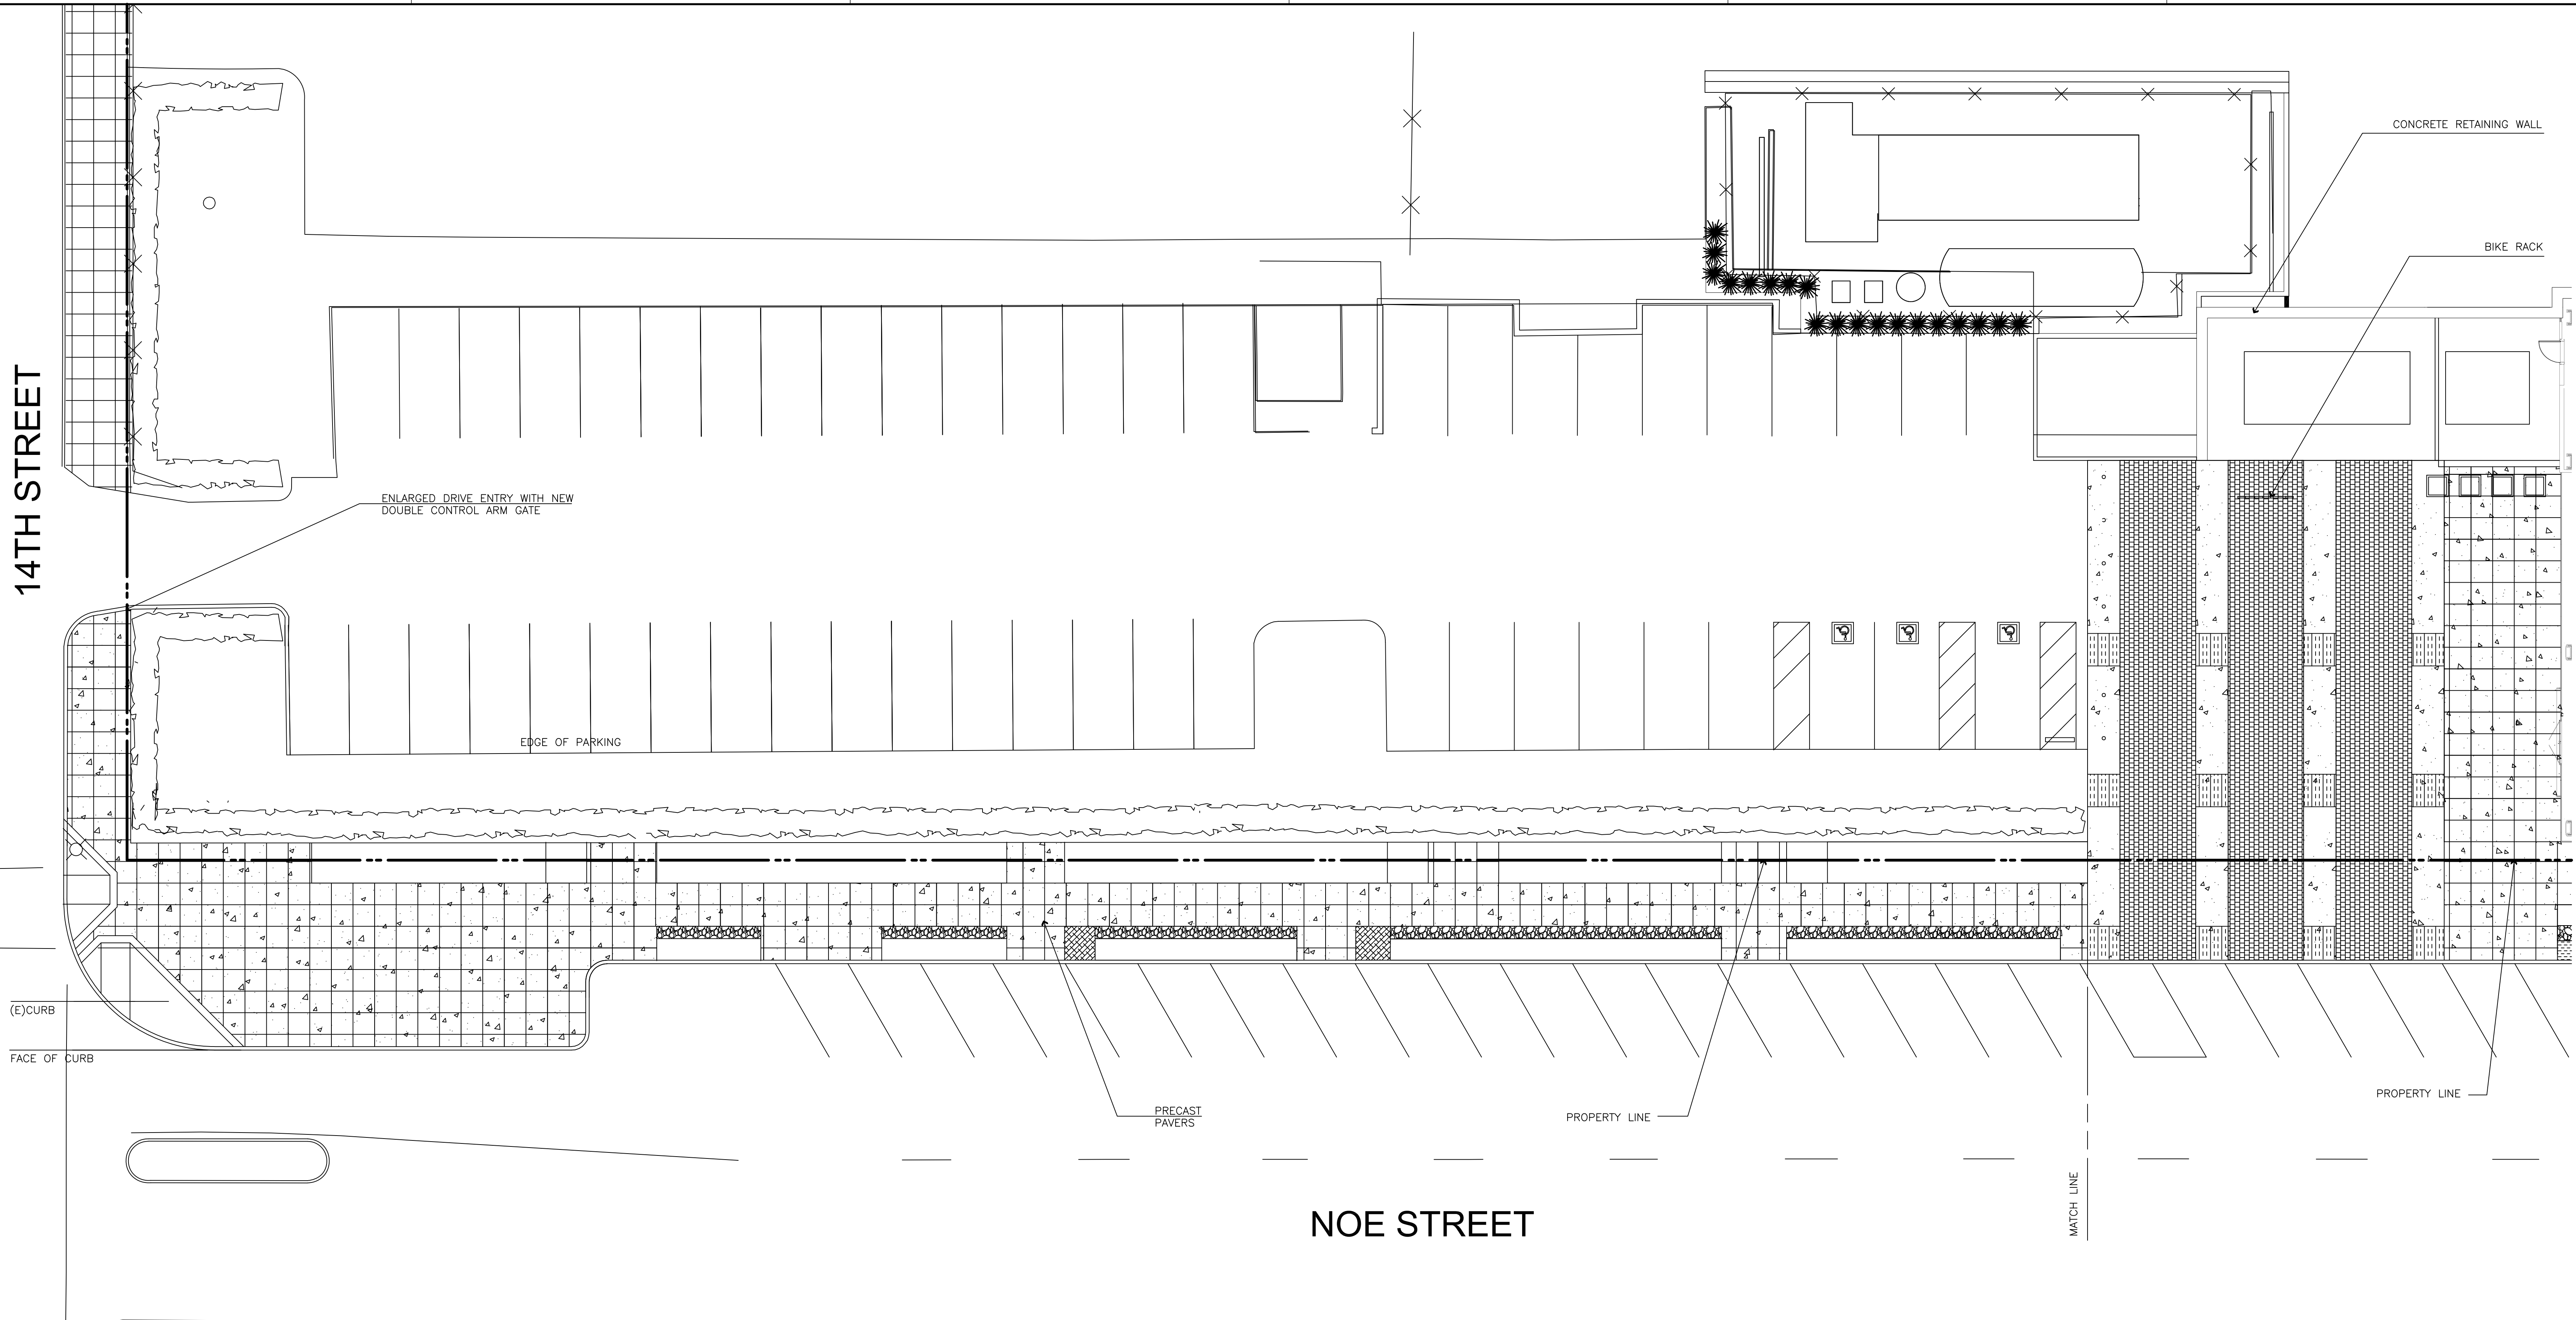 CONCRETE RETAINING WALL
BIKE RACK
14TH STREET
ENLARGED DRIVE ENTRY WITH NEW
DOUBLE CONTROL ARM GATE
EDGE OF PARKING
(E)CURB
FACE OF CURB
PRECAST
PAVERS
PROPERTY LINE
PROPERTY LINE
MATCH LINE
NOE STREET